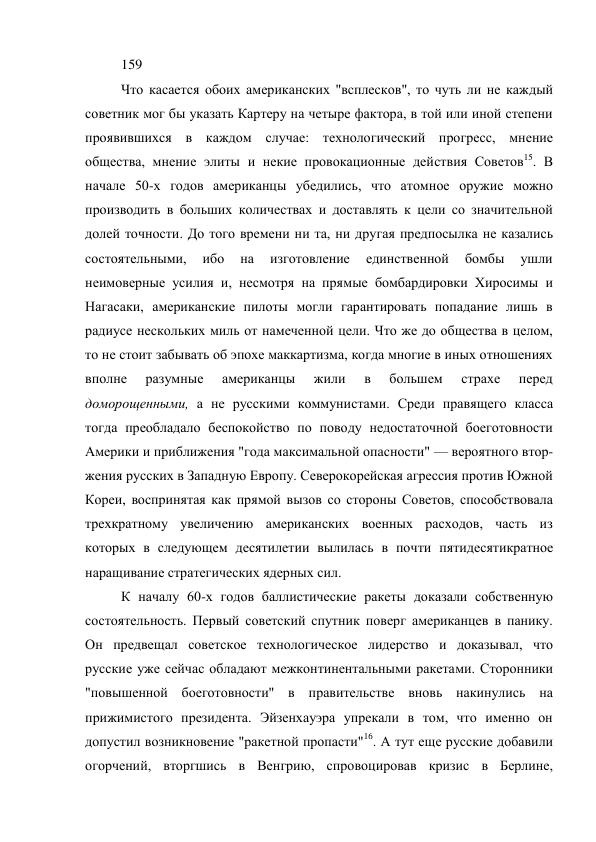 159
Что касается обоих американских "всплесков", то чуть ли не каждый
советник мог бы указать Картеру на четыре фактора, в той или иной степени
проявившихся в каждом случае: технологический прогресс, мнение
общества, мнение элиты и некие провокационные действия Советов15. В
начале 50-х годов американцы убедились, что атомное оружие можно
производить в больших количествах и доставлять к цели со значительной
долей точности. До того времени ни та, ни другая предпосылка не казались
состоятельными, ибо на изготовление единственной бомбы ушли
неимоверные усилия и, несмотря на прямые бомбардировки Хиросимы и
Нагасаки, американские пилоты могли гарантировать попадание лишь в
радиусе нескольких миль от намеченной цели. Что же до общества в целом,
то не стоит забывать об эпохе маккартизма, когда многие в иных отношениях
вполне разумные американцы жили в большем страхе перед
доморощенными, а не русскими коммунистами. Среди правящего класса
тогда преобладало беспокойство по поводу недостаточной боеготовности
Америки и приближения "года максимальной опасности" — вероятного втор-
жения русских в Западную Европу. Северокорейская агрессия против Южной
Кореи, воспринятая как прямой вызов со стороны Советов, способствовала
трехкратному увеличению американских военных расходов, часть из
которых в следующем десятилетии вылилась в почти пятидесятикратное
наращивание стратегических ядерных сил.
К началу 60-х годов баллистические ракеты доказали собственную
состоятельность. Первый советский спутник поверг американцев в панику.
Он предвещал советское технологическое лидерство и доказывал, что
русские уже сейчас обладают межконтинентальными ракетами. Сторонники
"повышенной боеготовности" в правительстве вновь накинулись на
прижимистого президента. Эйзенхауэра упрекали в том, что именно он
допустил возникновение "ракетной пропасти"16. А тут еще русские добавили
огорчений, вторгшись в Венгрию, спровоцировав кризис в Берлине,